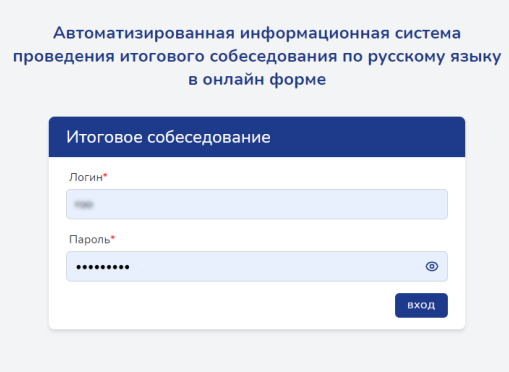 Автоматизированная информационная система
проведения итогового собеседования по русскому языку
в онлайн форме
Итоговое собеседование
Логин*
Пароль*
•••••••••
ВХОД